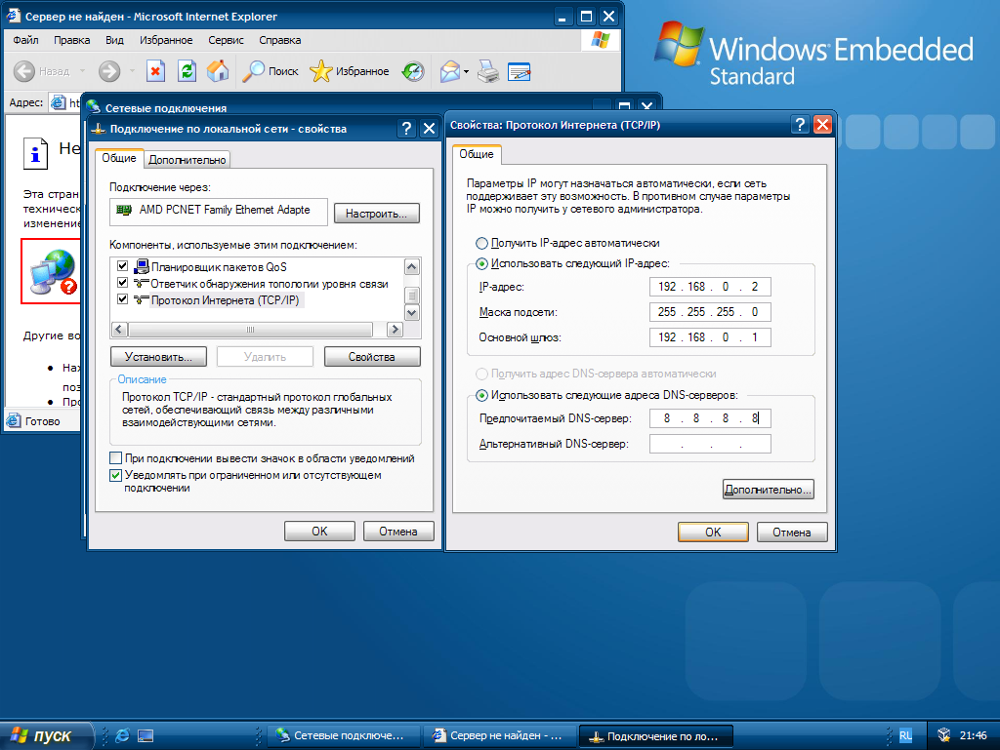 Сервер не найден - Microsoft Internet Explorer
Файл Правка Вид Избранное Сервис Справка
Назад Поиск Избранное
Адрес: ht
Не
Эта стран
техническ
изменение
Другие во
Наж
поз
Про
Готово
Сетевые подключения
Подключение по локальной сети - свойства
Общие Дополнительно
Подключение через:
AMD PCNET Family Ethernet Adapte
Настроить...
Компоненты, используемые этим подключением:
Планировщик пакетов QoS
Ответчик обнаружения топологии уровня связи
Протокол Интернета (TCP/IP)
Установить... Удалить Свойства
Описание
Протокол TCP/IP - стандартный протокол глобальных
сетей, обеспечивающий связь между различными
взаимодействующими сетями.
При подключении вывести значок в области уведомлений
Уведомлять при ограниченном или отсутствующем
подключении
OK Отмена
Свойства: Протокол Интернета (TCP/IP)
Общие
Параметры IP могут назначаться автоматически, если сеть
поддерживает эту возможность. В противном случае параметры
IP можно получить у сетевого администратора.
Получить IP-адрес автоматически
Использовать следующий IP-адрес:
IP-адрес: 192 . 168 . 0 . 2
Маска подсети: 255 . 255 . 255 . 0
Основной шлюз: 192 . 168 . 0 . 1
Получить адрес DNS-сервера автоматически
Использовать следующие адреса DNS-серверов:
Предпочитаемый DNS-сервер: 8 . 8 . 8 . 8
Альтернативный DNS-сервер: . . .
Дополнительно...
OK Отмена
Windows Embedded
Standard
пуск Сетевые подключе... Сервер не найден - ... Подключение по ло... RU 21:46